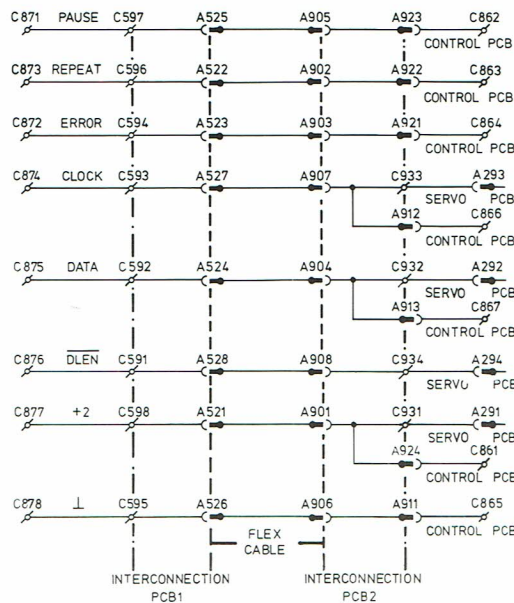 C871 PAUSE C597 A525 A905 A923 C862
CONTROL PCB
C873 REPEAT C596 A522 A902 A922 C863
CONTROL PCB
C872 ERROR C594 A523 A903 A921 C864
CONTROL PCB
C874 CLOCK C593 A527 A907 C933 A293
SERVO PCB
A912 C866
CONTROL PCB
C875 DATA C592 A524 A904 C932 A292
SERVO PCB
A913 C867
CONTROL PCB
C876 DLEN C591 A528 A908 C934 A294
SERVO PCB
C877 +2 C598 A521 A901 C931 A291
SERVO PCB
A924 C861
CONTROL PCB
C878 ⊥ C595 A526 A906 A911 C865
CONTROL PCB
FLEX
CABLE
INTERCONNECTION INTERCONNECTION
PCB1 PCB2